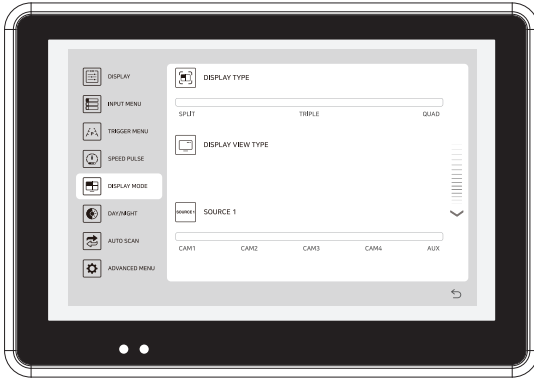 DISPLAY
INPUT MENU
TRIGGER MENU
SPEED PULSE
DISPLAY MODE
DAY/NIGHT
AUTO SCAN
ADVANCED MENU
DISPLAY TYPE
SPLIT TRIPLE QUAD
DISPLAY VIEW TYPE
SOURCE 1 SOURCE 1
CAM1 CAM2 CAM3 CAM4 AUX